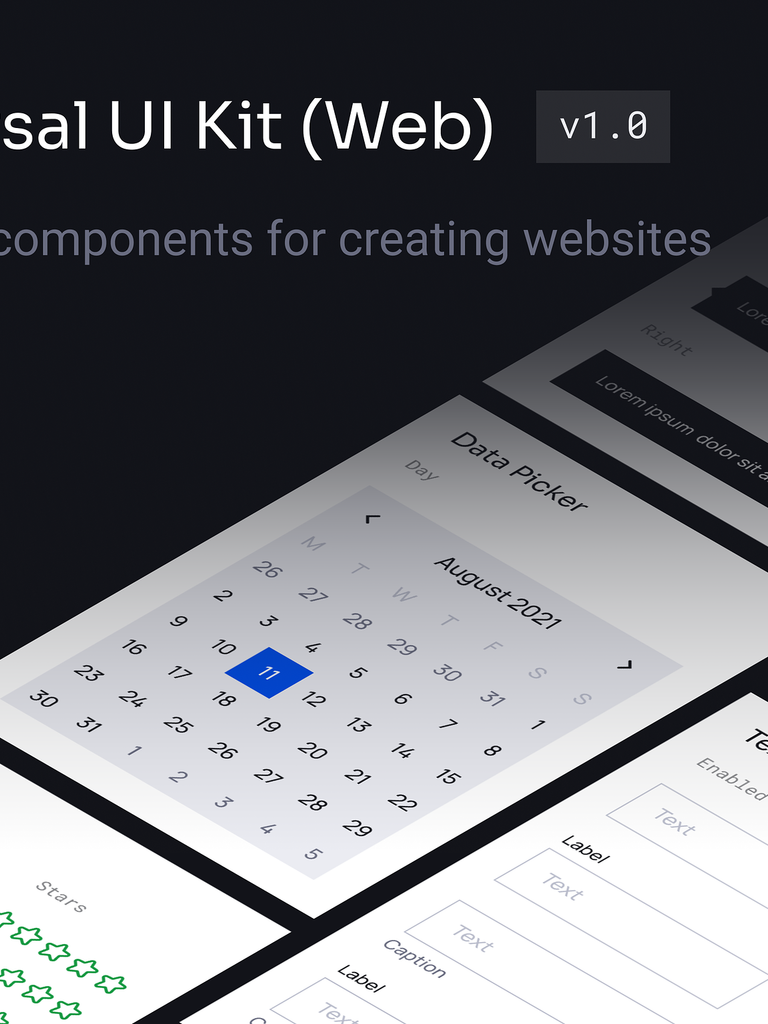 sal UI Kit (Web) v1.0
components for creating websites
Right
Lorem ipsum dolor sit a
Data Picker
Day
August 2021
M T W T F S S
26 27 28 29 30 31 1
2 3 4 5 6 7 8
9 10 11 12 13 14 15
16 17 18 19 20 21 22
23 24 25 26 27 28 29
30 31 1 2 3 4 5
Enabled
Text
Label
Text
Text
Caption
Label
Text
Stars